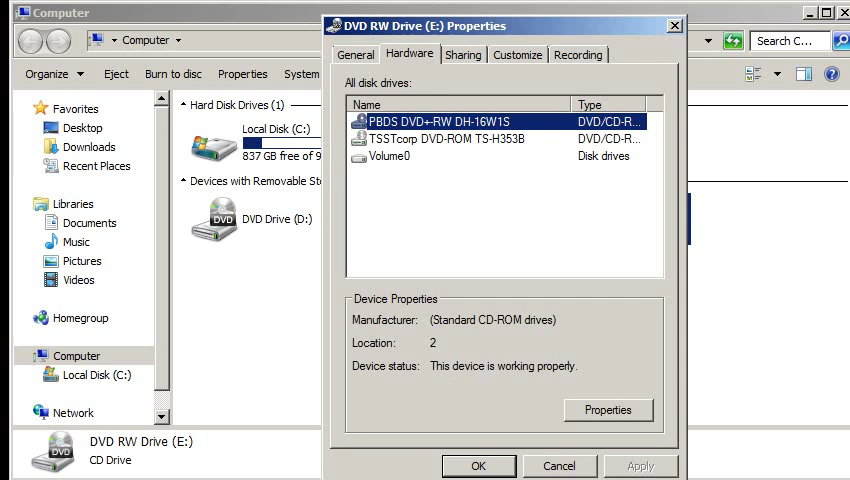 Computer
DVD RW Drive (E:) Properties
Computer
Search C...
General Hardware Sharing Customize Recording
Organize Eject Burn to disc Properties System
All disk drives:
Name Type
PBDS DVD+-RW DH-16W1S DVD/CD-R...
TSSTcorp DVD-ROM TS-H353B DVD/CD-R...
Volume0 Disk drives
Favorites
Desktop
Downloads
Recent Places
Libraries
Documents
Music
Pictures
Videos
Homegroup
Computer
Local Disk (C:)
Network
Hard Disk Drives (1)
Local Disk (C:)
837 GB free of 9
Devices with Removable Sto
DVD
DVD Drive (D:)
Device Properties
Manufacturer: (Standard CD-ROM drives)
Location: 2
Device status: This device is working properly.
Properties
DVD
DVD RW Drive (E:)
CD Drive
OK Cancel Apply